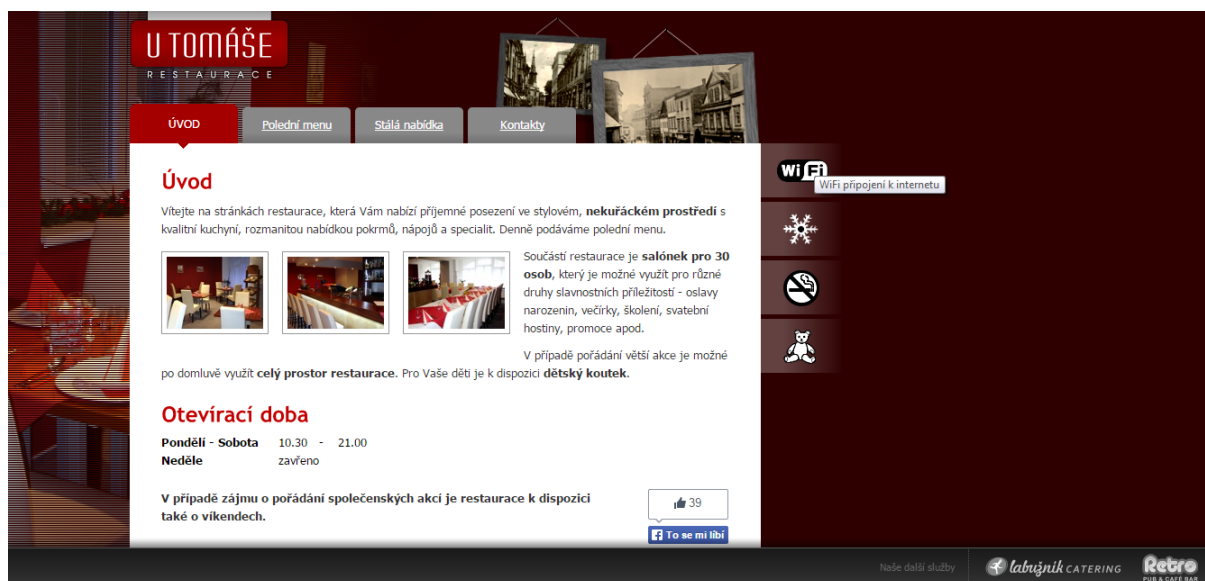 U TOMÁŠE
RESTAURACE
ÚVOD
Polední menu
Stálá nabídka
Kontakty
Úvod
Vítejte na stránkách restaurace, která Vám nabízí příjemné posezení ve stylovém, nekuřáckém prostředí s
kvalitní kuchyní, rozmanitou nabídkou pokrmů, nápojů a specialit. Denně podáváme polední menu.
Součástí restaurace je salónek pro 30
osob, který je možné využít pro různé
druhy slavnostních příležitostí - oslavy
narozenin, večírky, školení, svatební
hostiny, promoce apod.
V případě pořádání větší akce je možné
po domluvě využít celý prostor restaurace. Pro Vaše děti je k dispozici dětský koutek.
Otevírací doba
Pondělí - Sobota 10.30 - 21.00
Neděle zavřeno
V případě zájmu o pořádání společenských akcí je restaurace k dispozici
také o víkendech.
39
To se mi líbí
WiFi
WiFi připojení k internetu
Naše další služby
labužník CATERING
Retro
PUB & CAFÉ BAR